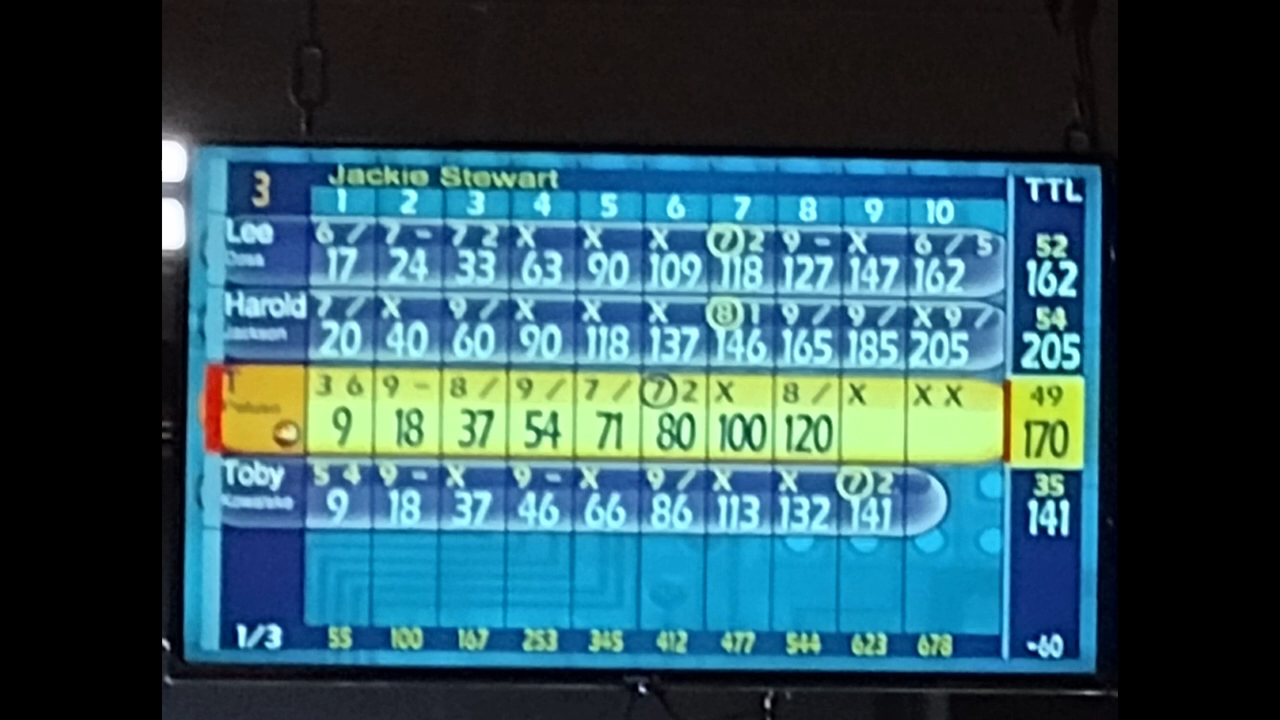 3 Jackie Stewart TTL
1 2 3 4 5 6 7 8 9 10
Lee 6 / 7 - 7 2 X X X 7 2 9 - X 6 / 5 52
17 24 33 63 90 109 118 127 147 162 162
Harold 7 / X 9 / X X X 8 1 9 / 9 / X 9 / 54
Jackson 20 40 60 90 118 137 146 165 185 205 205
T 3 6 9 - 8 / 9 / 7 / 7 2 X 8 / X X X 49
9 18 37 54 71 80 100 120 170
Toby 5 4 9 - X 9 - X 9 / X X 7 2 35
9 18 37 46 66 86 113 132 141 141
1/3 55 100 167 253 345 412 477 544 623 678 -60